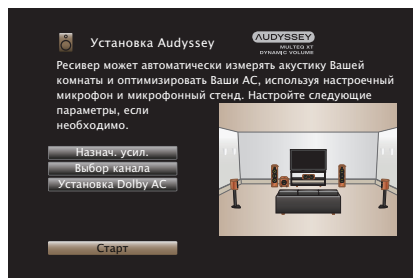 Установка Audyssey
AUDYSSEY
MULTEQ XT
DYNAMIC VOLUME
Ресивер может автоматически измерять акустику Вашей
комнаты и оптимизировать Ваши АС, используя настроечный
микрофон и микрофонный стенд. Настройте следующие
параметры, если
необходимо.
Назнач. усил.
Выбор канала
Установка Dolby АС
Старт